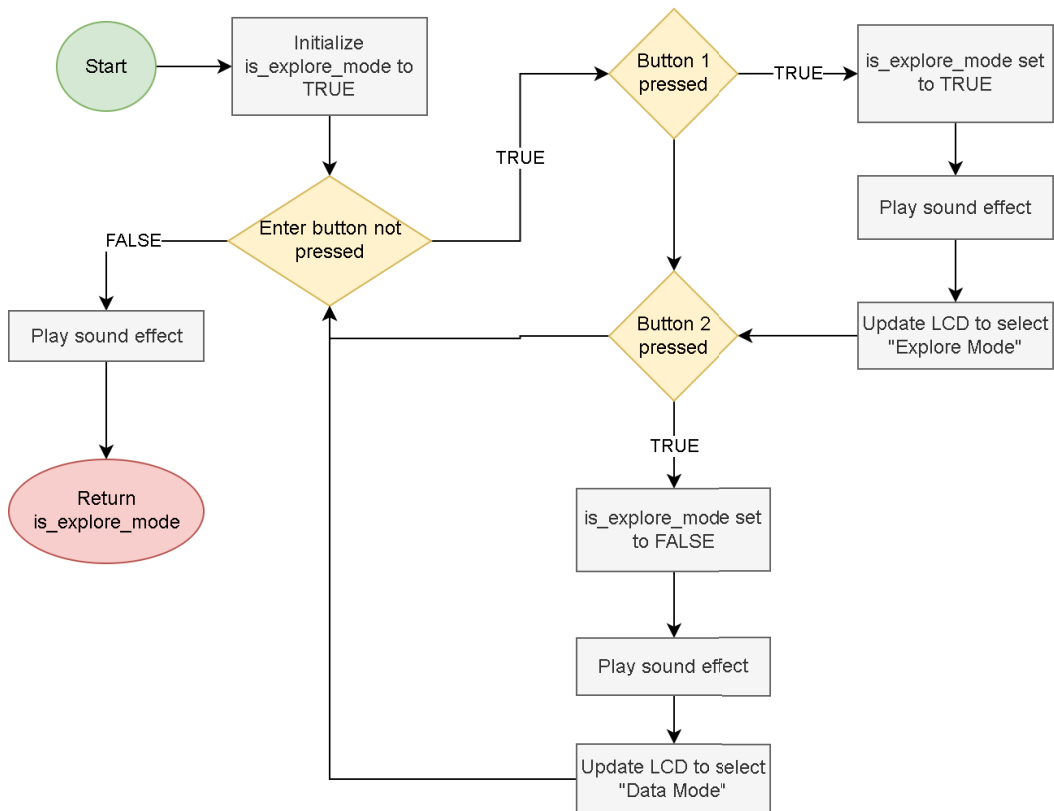 Start
Initialize
is_explore_mode to
TRUE
Button 1
pressed
TRUE
is_explore_mode set
to TRUE
TRUE
Enter button not
pressed
FALSE
Play sound effect
Play sound effect
Button 2
pressed
Update LCD to select
"Explore Mode"
TRUE
Return
is_explore_mode
is_explore_mode set
to FALSE
Play sound effect
Update LCD to select
"Data Mode"